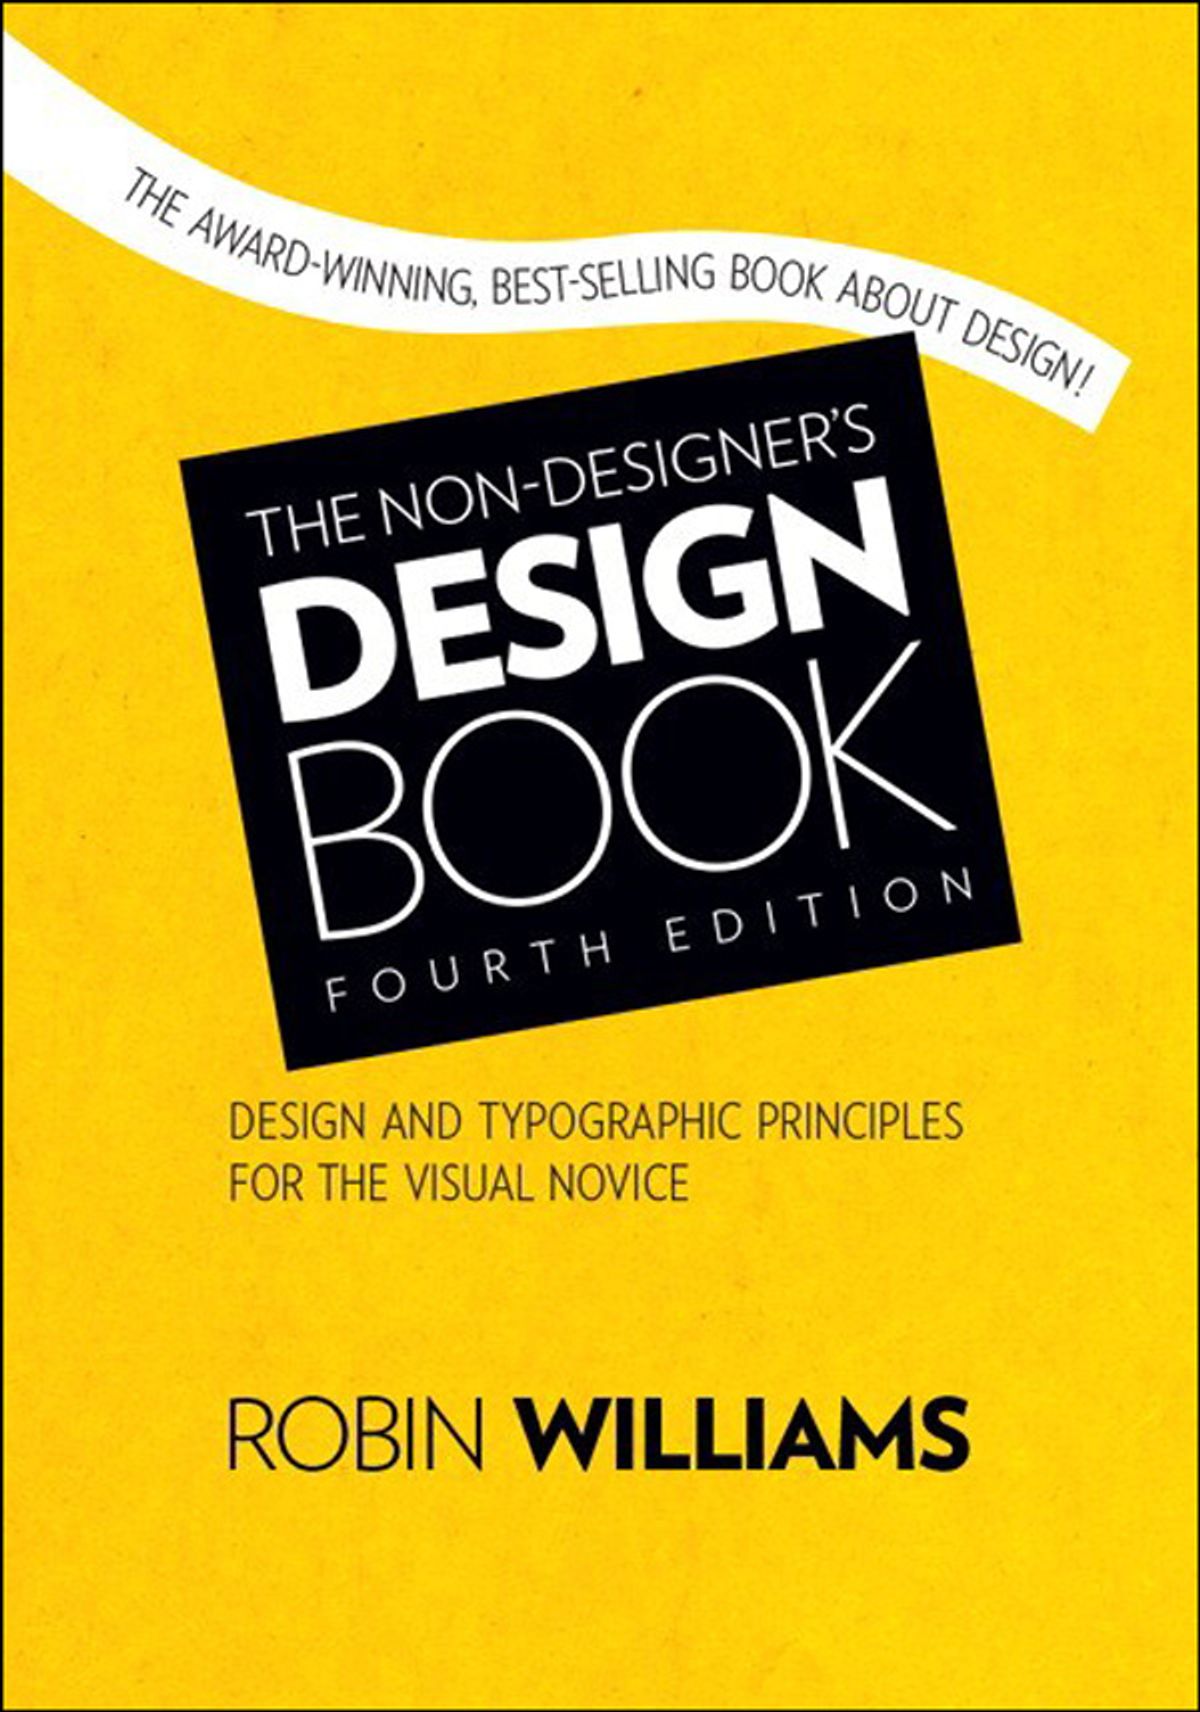 THE AWARD-WINNING, BEST-SELLING BOOK ABOUT DESIGN!
THE NON-DESIGNER'S
DESIGN
BOOK
FOURTH EDITION
DESIGN AND TYPOGRAPHIC PRINCIPLES
FOR THE VISUAL NOVICE
ROBIN WILLIAMS